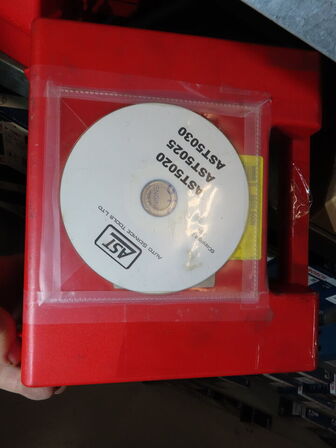 AST5020
AST5025
AST5030
AST
AUTO SERVICE TOOLS LTD